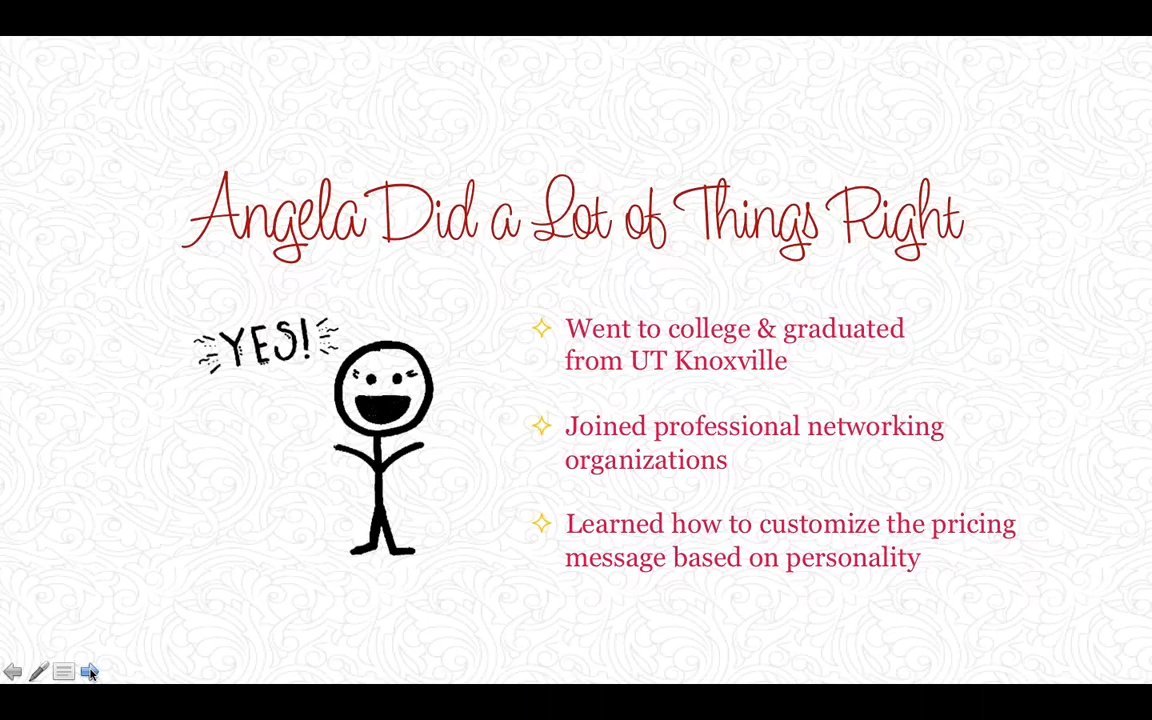 Angela Did a Lot of Things Right
YES!
Went to college & graduated
from UT Knoxville
Joined professional networking
organizations
Learned how to customize the pricing
message based on personality